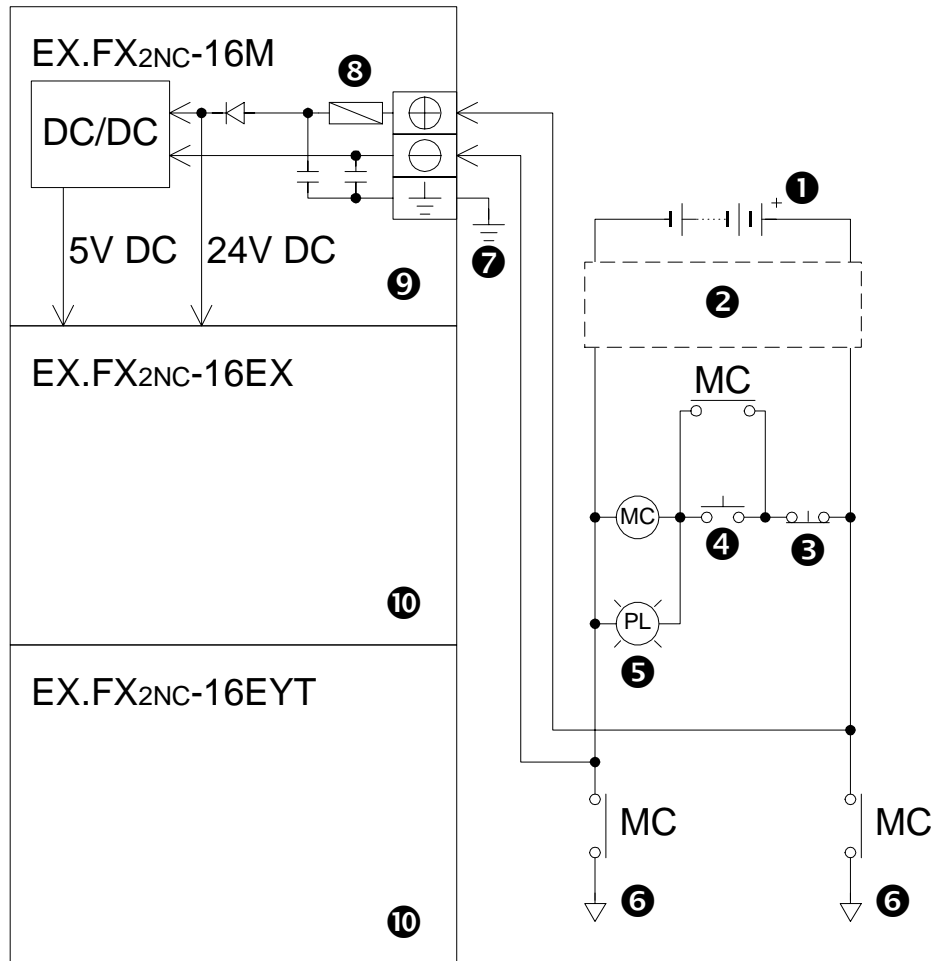 EX.FX2NC-16M
❽
DC/DC
5V DC
24V DC
❼
❾
+
❶
❷
EX.FX2NC-16EX
MC
MC
❹
❸
PL
❺
❿
EX.FX2NC-16EYT
MC
MC
❻
❻
❿